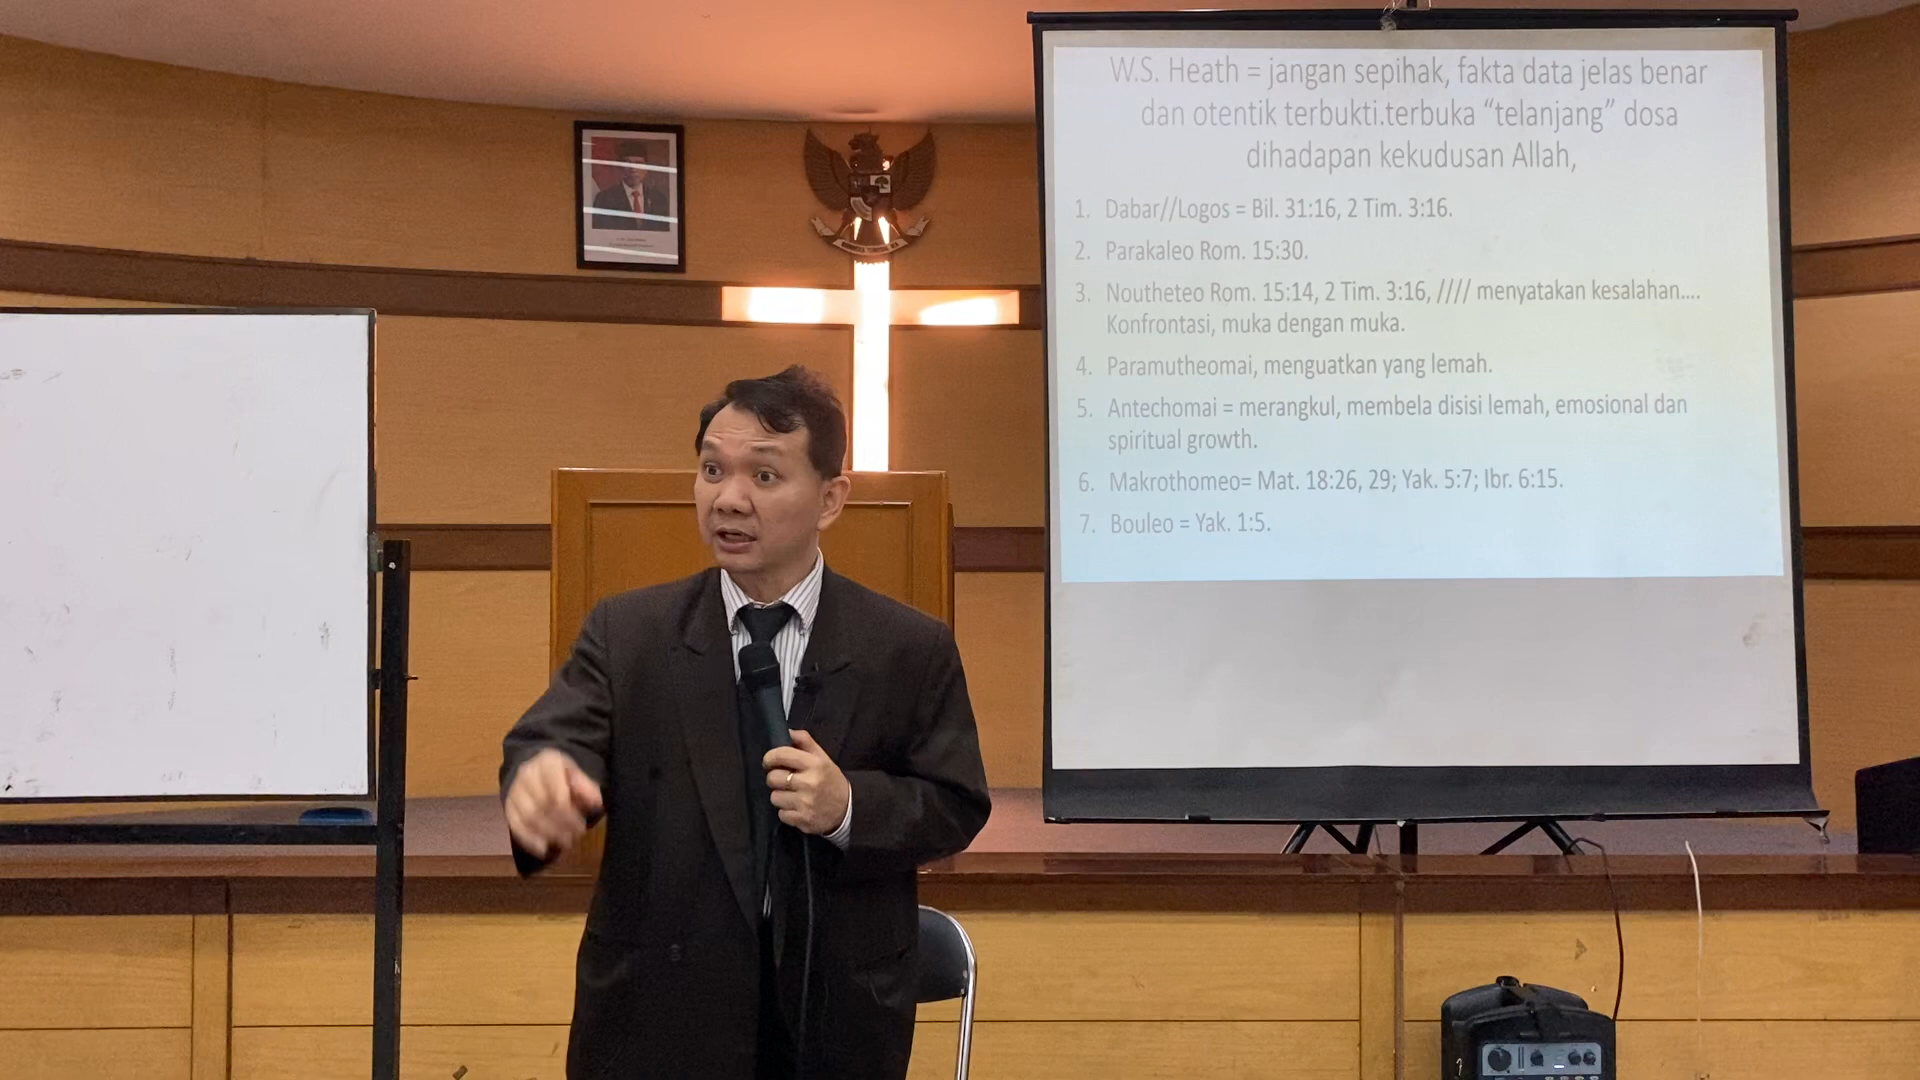 W.S. Heath = jangan sepihak, fakta data jelas benar
dan otentik terbukti.terbuka “telanjang” dosa
dihadapan kekudusan Allah,
1. Dabar//Logos = Bil. 31:16, 2 Tim. 3:16.
2. Parakaleo Rom. 15:30.
3. Noutheteo Rom. 15:14, 2 Tim. 3:16, //// menyatakan kesalahan....
Konfrontasi, muka dengan muka.
4. Paramutheomai, menguatkan yang lemah.
5. Antechomai = merangkul, membela disisi lemah, emosional dan
spiritual growth.
6. Makrothomeo= Mat. 18:26, 29; Yak. 5:7; Ibr. 6:15.
7. Bouleo = Yak. 1:5.